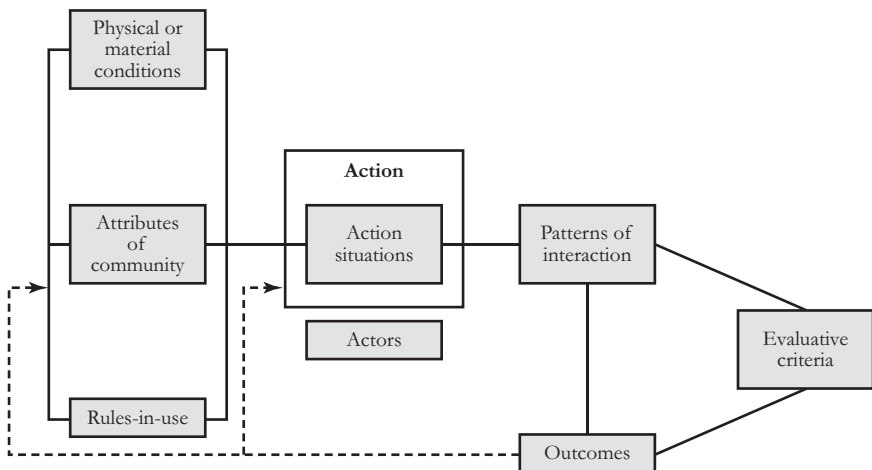 Physical or
material
conditions
Attributes
of
community
Rules-in-use
Action
Action
situations
Actors
Patterns of
interaction
Outcomes
Evaluative
criteria